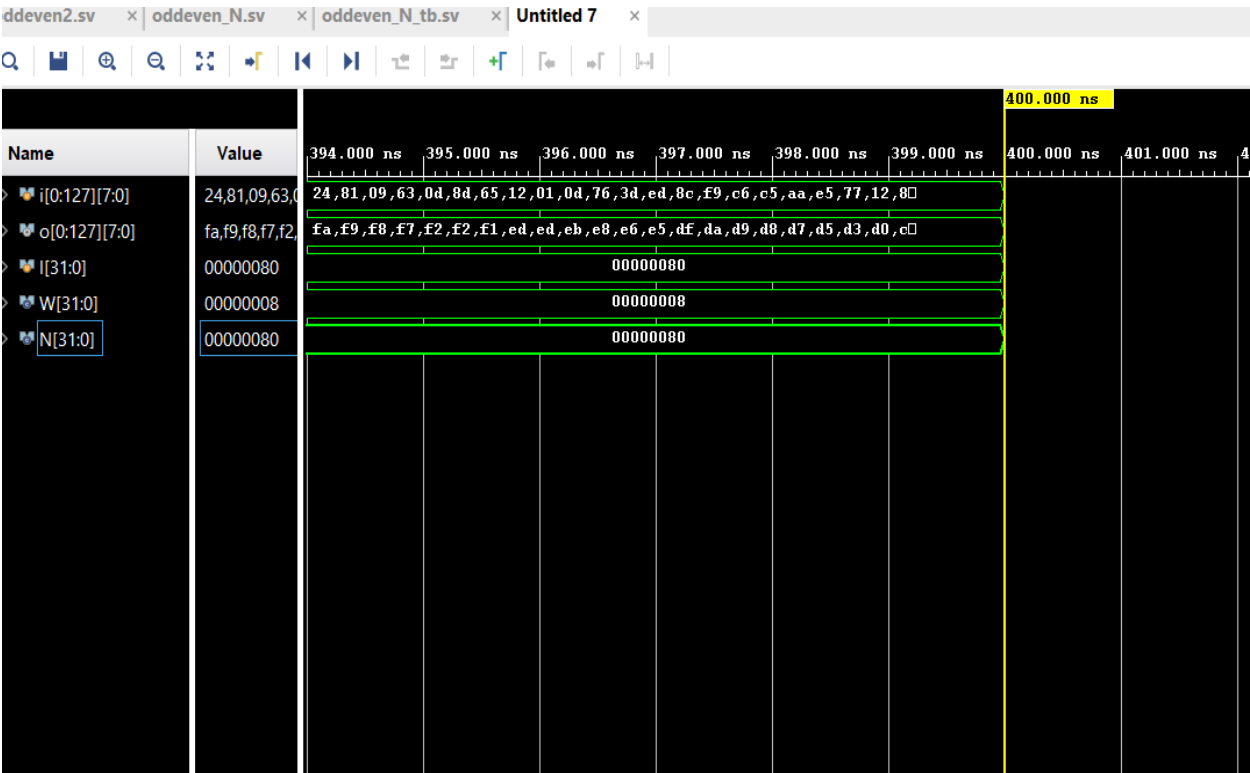 ddeven2.sv × oddeven_N.sv × oddeven_N_tb.sv × Untitled 7 ×
400.000 ns
Name Value 394.000 ns 395.000 ns 396.000 ns 397.000 ns 398.000 ns 399.000 ns 400.000 ns 401.000 ns 4
i[0:127][7:0] 24,81,09,63,0 24,81,09,63,0d,8d,65,12,01,0d,76,3d,ed,8c,f9,c6,c5,aa,e5,77,12,8□
o[0:127][7:0] fa,f9,f8,f7,f2, fa,f9,f8,f7,f2,f2,f1,ed,ed,eb,e8,e6,e5,df,da,d9,d8,d7,d5,d3,d0,c□
I[31:0] 00000080 00000080
W[31:0] 00000008 00000008
N[31:0] 00000080 00000080